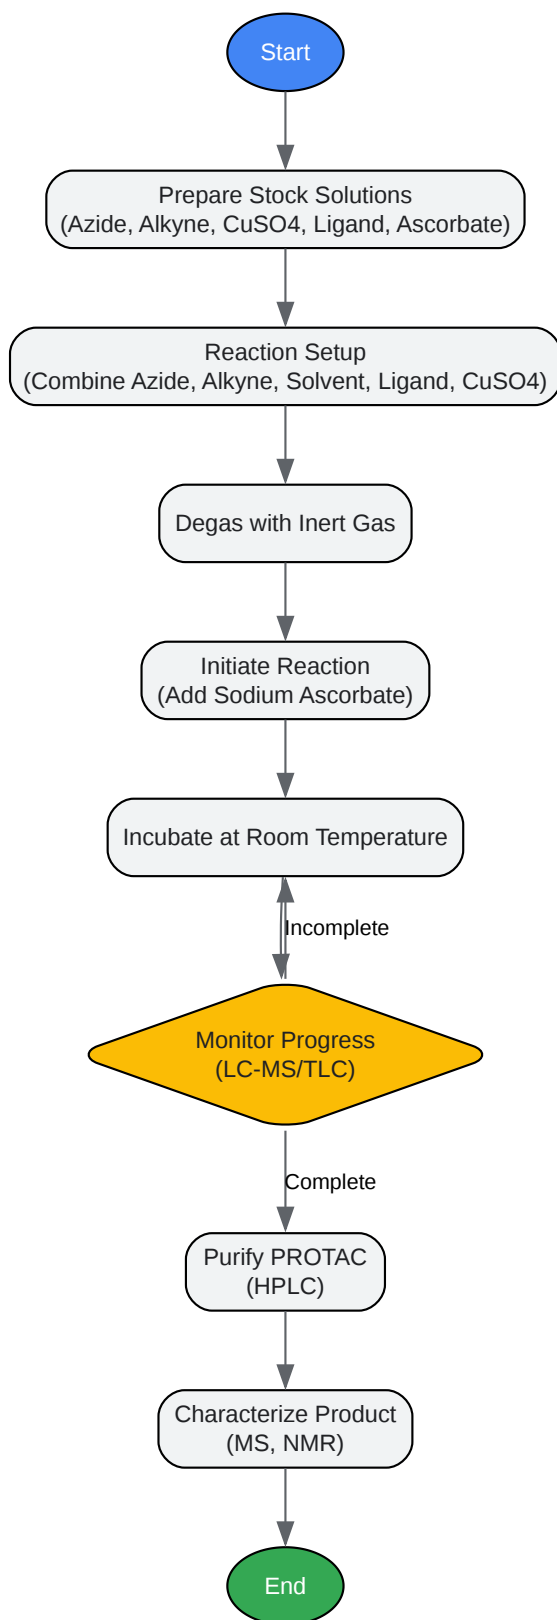 Start
Prepare Stock Solutions
(Azide, Alkyne, CuSO4, Ligand, Ascorbate)
Reaction Setup
(Combine Azide, Alkyne, Solvent, Ligand, CuSO4)
Degas with Inert Gas
Initiate Reaction
(Add Sodium Ascorbate)
Incubate at Room Temperature
Incomplete
Monitor Progress
(LC-MS/TLC)
Complete
Purify PROTAC
(HPLC)
Characterize Product
(MS, NMR)
End